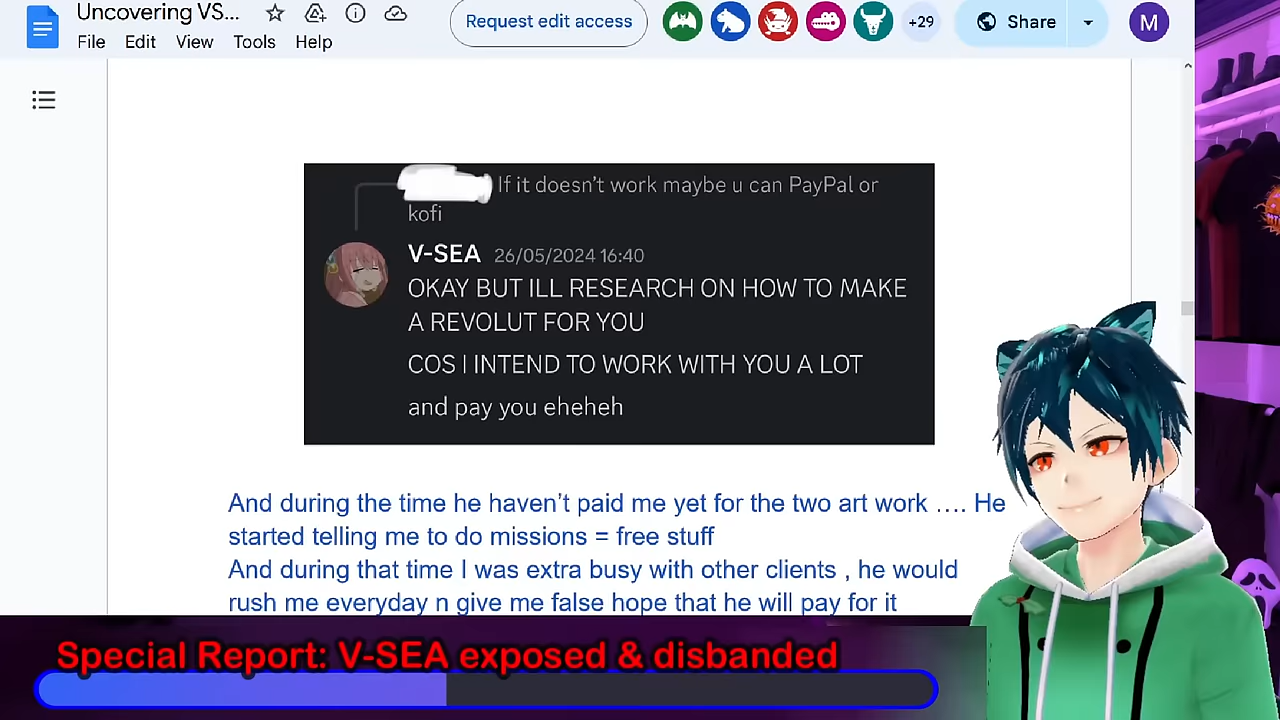 Uncovering VS...
Request edit access
+29
Share
M
File Edit View Tools Help
If it doesn't work maybe u can PayPal or
kofi
V-SEA 26/05/2024 16:40
OKAY BUT ILL RESEARCH ON HOW TO MAKE
A REVOLUT FOR YOU
COS I INTEND TO WORK WITH YOU A LOT
and pay you eheheh
And during the time he haven't paid me yet for the two art work .... He
started telling me to do missions = free stuff
And during that time I was extra busy with other clients , he would
rush me everyday n give me false hope that he will pay for it
Special Report: V-SEA exposed & disbanded